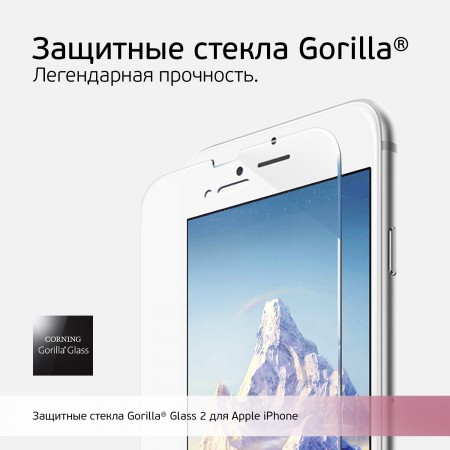 Защитные стекла Gorilla®
Легендарная прочность.
CORNING
Gorilla® Glass
Защитные стекла Gorilla® Glass 2 для Apple iPhone